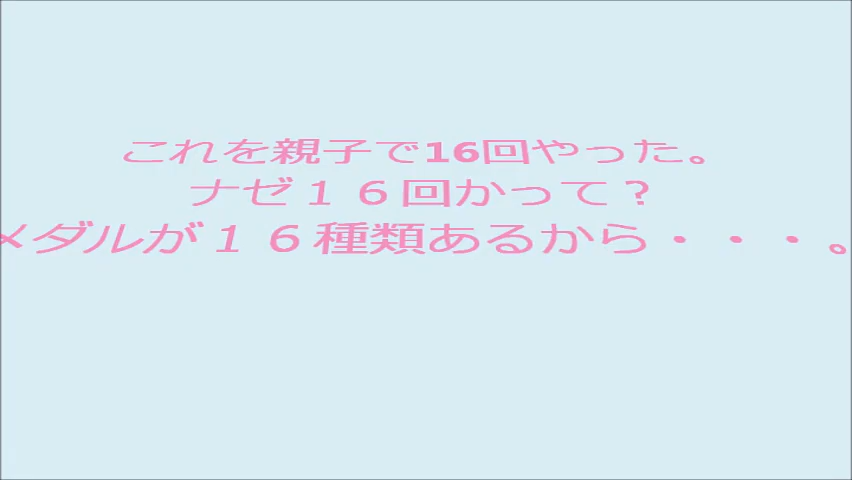 これを親子で16回やった。
ナゼ１６回かって？
メダルが１６種類あるから・・・。